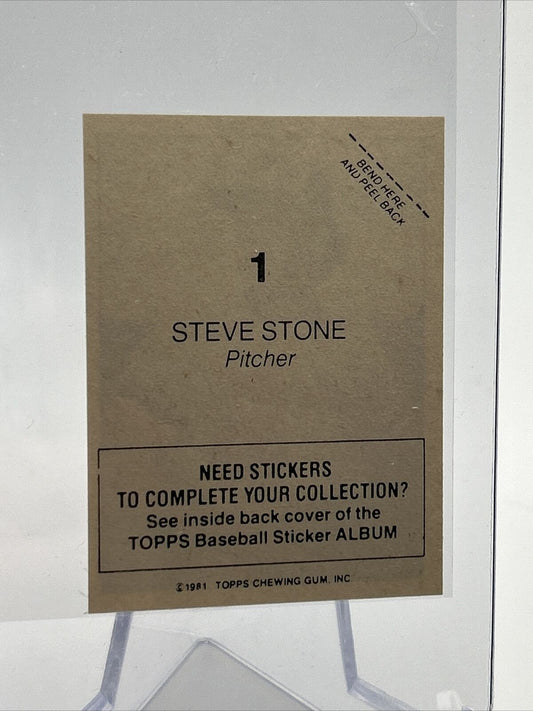 BEND HERE
AND PEEL BACK
1
STEVE STONE
Pitcher
NEED STICKERS
TO COMPLETE YOUR COLLECTION?
See inside back cover of the
TOPPS Baseball Sticker ALBUM
©1981 TOPPS CHEWING GUM, INC